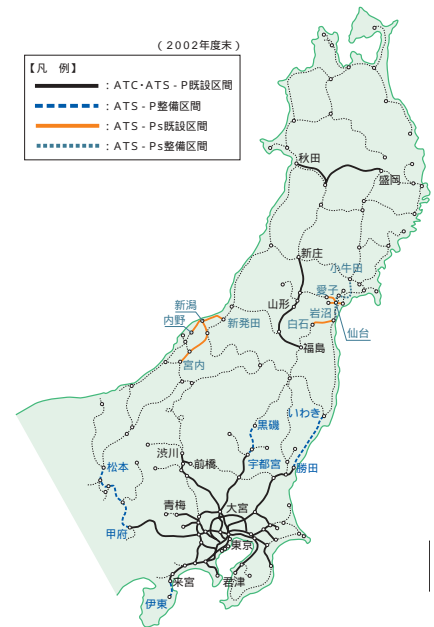 (2002年度末)
【凡 例】
：ATC・ATS-P既設区間
：ATS-P整備区間
：ATS-Ps既設区間
：ATS-Ps整備区間
秋田
盛岡
新庄
小牛田
愛子
新潟
山形
内野
岩沼
新発田
白石
仙台
福島
宮内
いわき
黒磯
渋川
宇都宮
松本
前橋
勝田
青梅
大宮
甲府
東京
来宮
君津
伊東